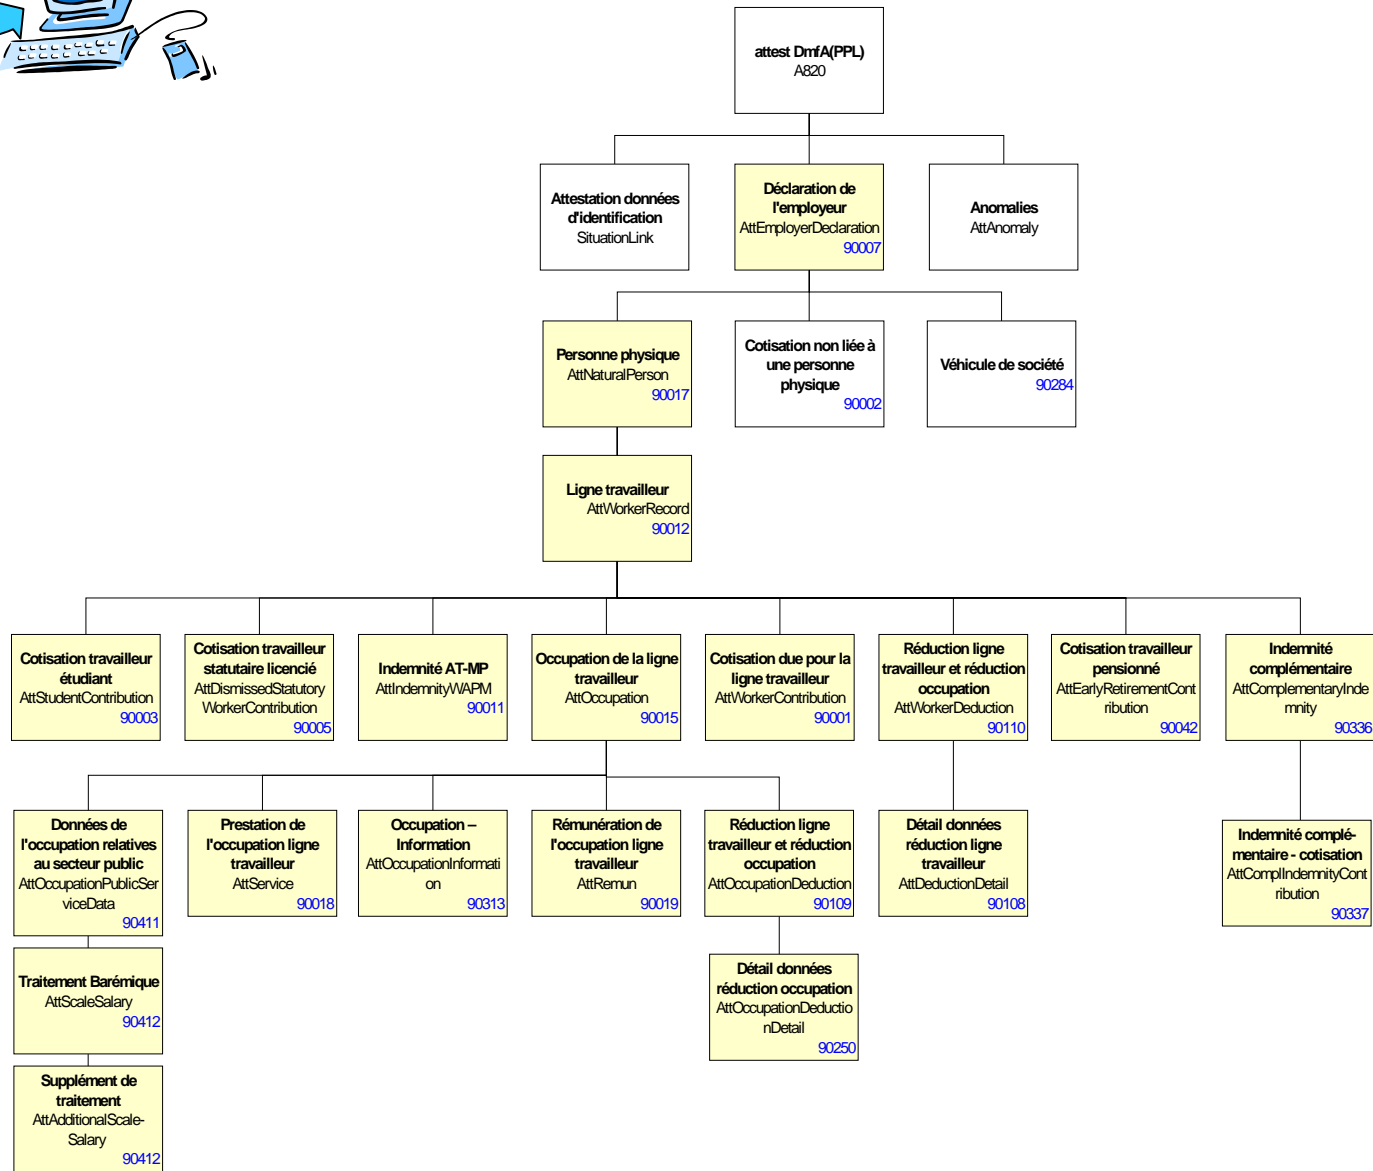 attest DmfA(PPL)
A820
Attestation données
d'identification
SituationLink
Déclaration de
l'employeur
AttEmployerDeclaration
90007
Anomalies
AttAnomaly
Personne physique
AttNaturalPerson
90017
Cotisation non liée à
une personne
physique
90002
Véhicule de société
90284
Ligne travailleur
AttWorkerRecord
90012
Cotisation travailleur
étudiant
AttStudentContribution
90003
Cotisation travailleur
statutaire licencié
AttDismissedStatutory
WorkerContribution
90005
Indemnité AT-MP
AttIndemnityWAPM
90011
Occupation de la ligne
travailleur
AttOccupation
90015
Cotisation due pour la
ligne travailleur
AttWorkerContribution
90001
Réduction ligne
travailleur et réduction
occupation
AttWorkerDeduction
90110
Cotisation travailleur
pensionné
AttEarlyRetirementCont
ribution
90042
Indemnité
complémentaire
AttComplementaryInde
mnity
90336
Données de
l'occupation relatives
au secteur public
AttOccupationPublicSer
viceData
90411
Prestation de
l'occupation ligne
travailleur
AttService
90018
Occupation –
Information
AttOccupationInformati
on
90313
Rémunération de
l'occupation ligne
travailleur
AttRemun
90019
Réduction ligne
travailleur et réduction
occupation
AttOccupationDeduction
90109
Détail données
réduction ligne
travailleur
AttDeductionDetail
90108
Indemnité complé-
mentaire - cotisation
AttComplIndemnityCont
ribution
90337
Traitement Barémique
AttScaleSalary
90412
Détail données
réduction occupation
AttOccupationDeductio
nDetail
90250
Supplément de
traitement
AttAdditionalScale-
Salary
90412